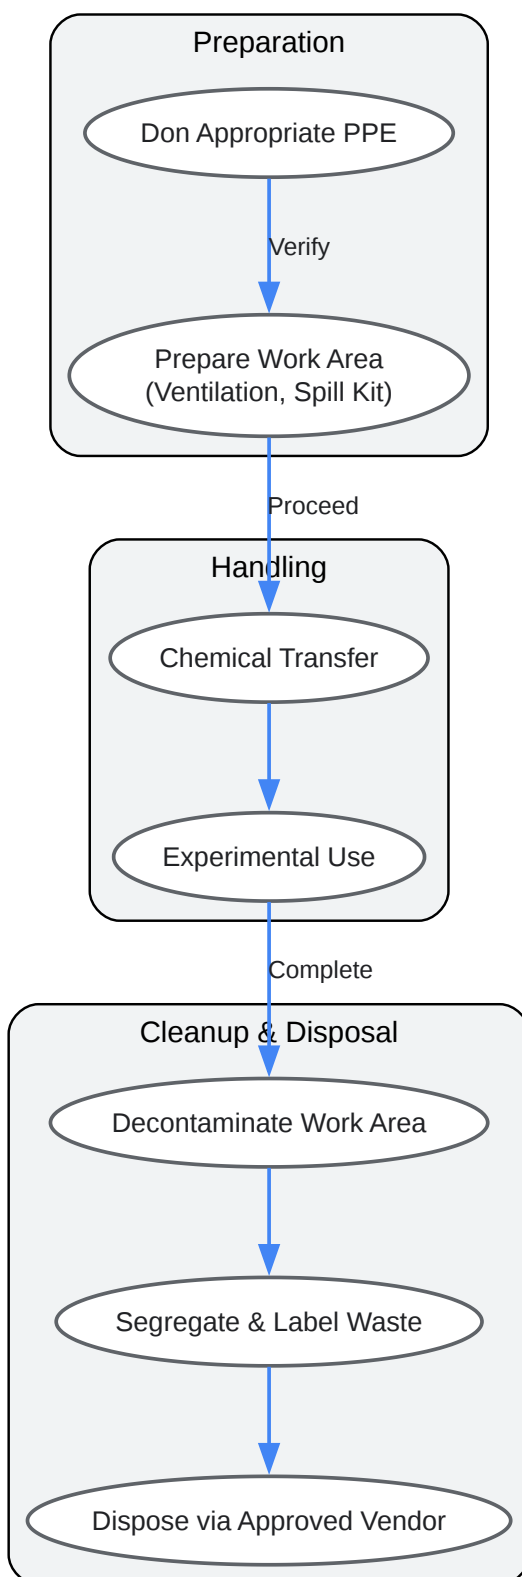 Preparation
Don Appropriate PPE
Verify
Prepare Work Area
(Ventilation, Spill Kit)
Proceed
Handling
Chemical Transfer
Experimental Use
Complete
Cleanup & Disposal
Decontaminate Work Area
Segregate & Label Waste
Dispose via Approved Vendor